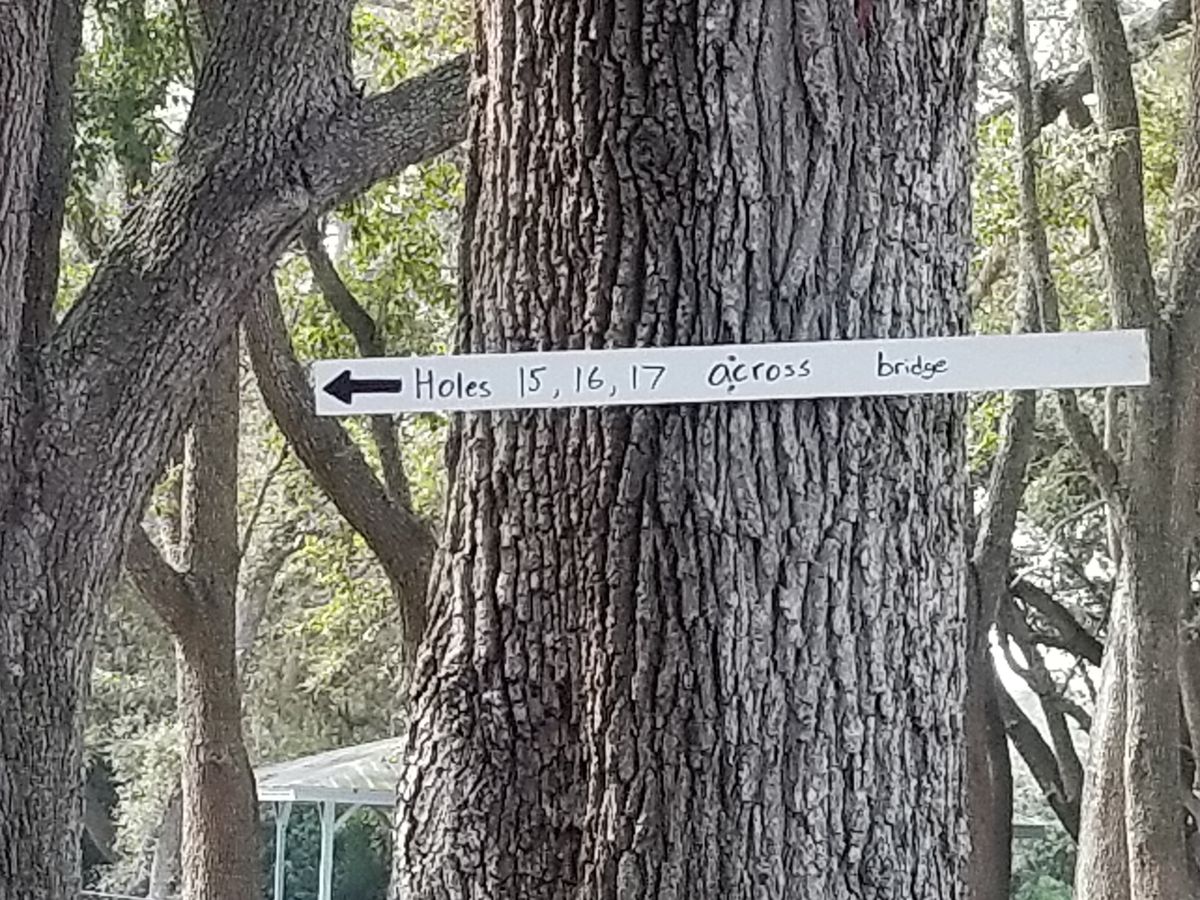 ← Holes 15, 16, 17 across bridge